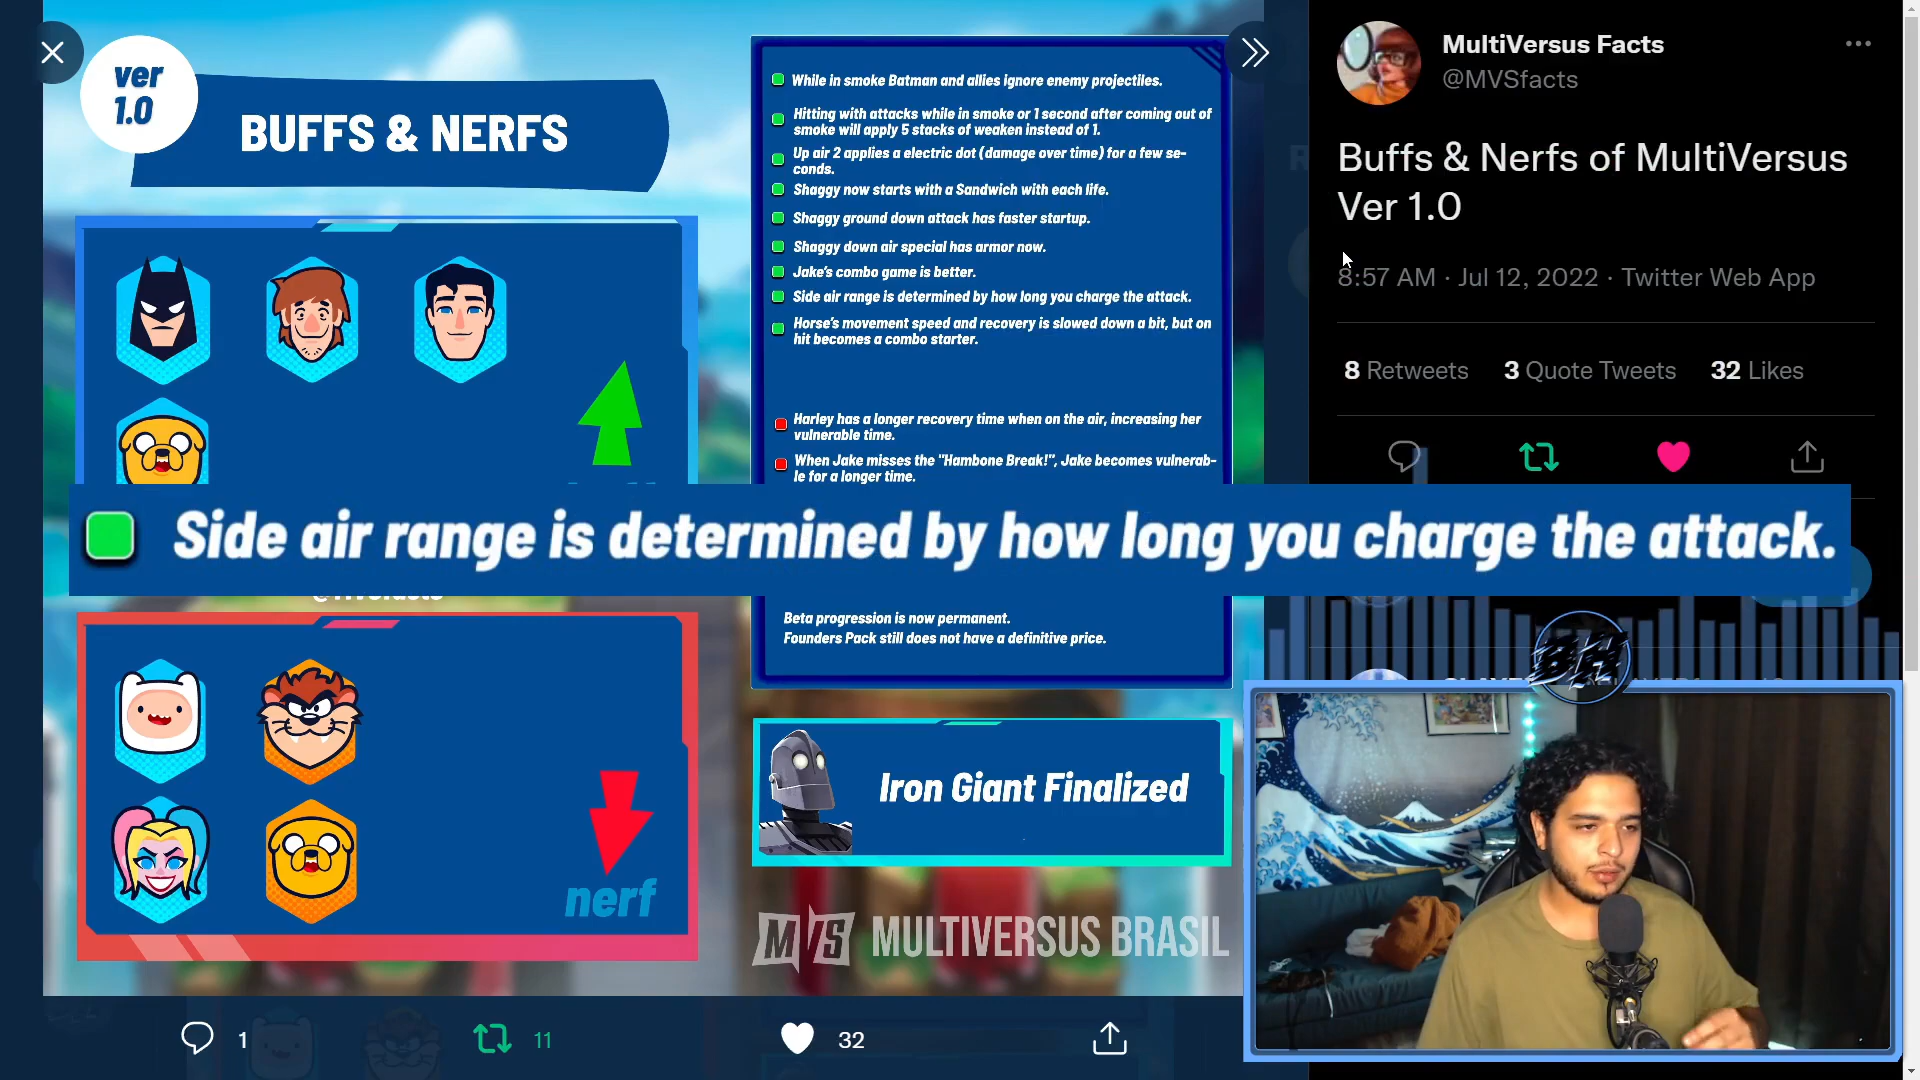 ver
1.0
BUFFS & NERFS
While in smoke Batman and allies ignore enemy projectiles.
Hitting with attacks while in smoke or 1 second after coming out of
smoke will apply 5 stacks of weaken instead of 1.
Up air 2 applies a electric dot (damage over time) for a few se-
conds.
Shaggy now starts with a Sandwich with each life.
Shaggy ground down attack has faster startup.
Shaggy down air special has armor now.
Jake's combo game is better.
Side air range is determined by how long you charge the attack.
Horse's movement speed and recovery is slowed down a bit, but on
hit becomes a combo starter.
Harley has a longer recovery time when on the air, increasing her
vulnerable time.
When Jake misses the "Hambone Break!", Jake becomes vulnerab-
le for a longer time.
Side air range is determined by how long you charge the attack.
Beta progression is now permanent.
Founders Pack still does not have a definitive price.
nerf
Iron Giant Finalized
MVS MULTIVERSUS BRASIL
1
11
32
MultiVersus Facts
@MVSfacts
Buffs & Nerfs of MultiVersus
Ver 1.0
8:57 AM · Jul 12, 2022 · Twitter Web App
8 Retweets 3 Quote Tweets 32 Likes